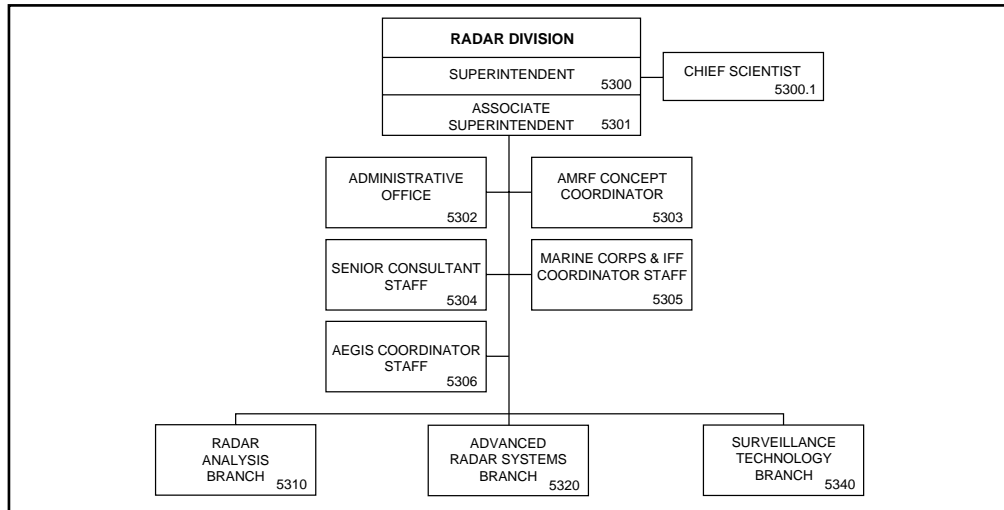 RADAR DIVISION
SUPERINTENDENT
5300
CHIEF SCIENTIST
5300.1
ASSOCIATE
SUPERINTENDENT
5301
ADMINISTRATIVE
OFFICE
5302
AMRF CONCEPT
COORDINATOR
5303
SENIOR CONSULTANT
STAFF
5304
MARINE CORPS & IFF
COORDINATOR STAFF
5305
AEGIS COORDINATOR
STAFF
5306
RADAR
ANALYSIS
BRANCH
5310
ADVANCED
RADAR SYSTEMS
BRANCH
5320
SURVEILLANCE
TECHNOLOGY
BRANCH
5340